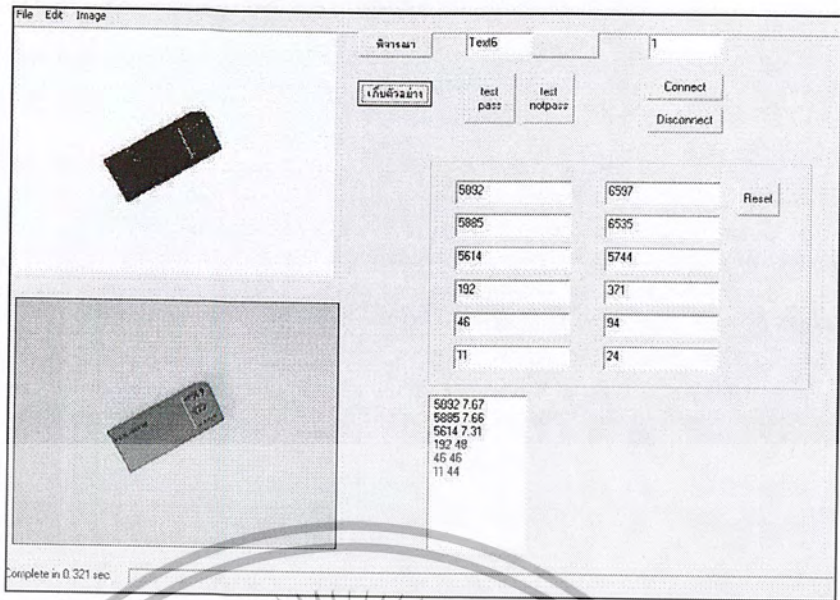 File Edit Image
พิจารณา Text6 1
เก็บตัวอย่าง test pass test notpass Connect
Disconnect
5892 6597 Reset
5885 6535
5614 5744
192 371
46 94
11 24
5892 7.67
5885 7.66
5614 7.31
192 48
46 46
11 44
Complete in 0.321 sec.